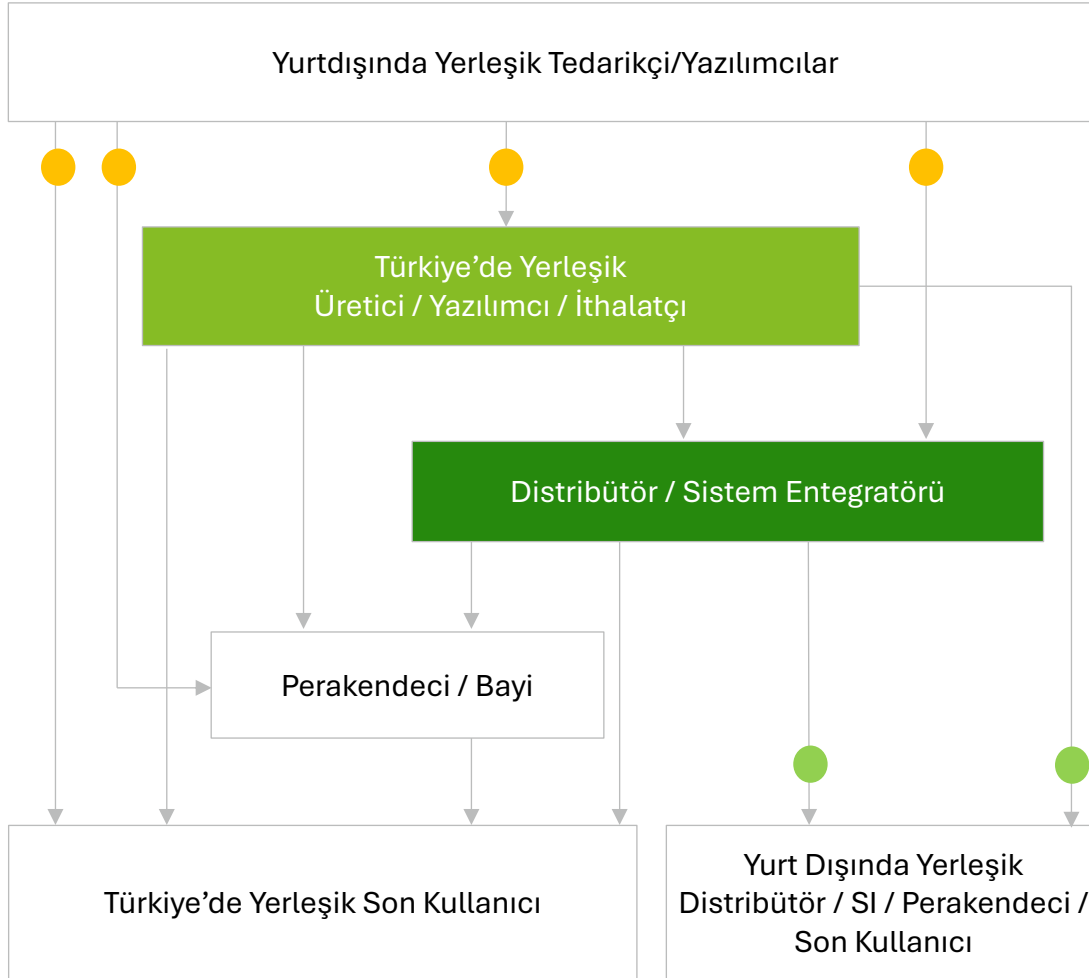 Yurtdışında Yerleşik Tedarikçi/Yazılımcılar
Türkiye’de Yerleşik
Üretici / Yazılımcı / İthalatçı
Distribütör / Sistem Entegratörü
Perakendeci / Bayi
Türkiye’de Yerleşik Son Kullanıcı
Yurt Dışında Yerleşik
Distribütör / SI / Perakendeci /
Son Kullanıcı